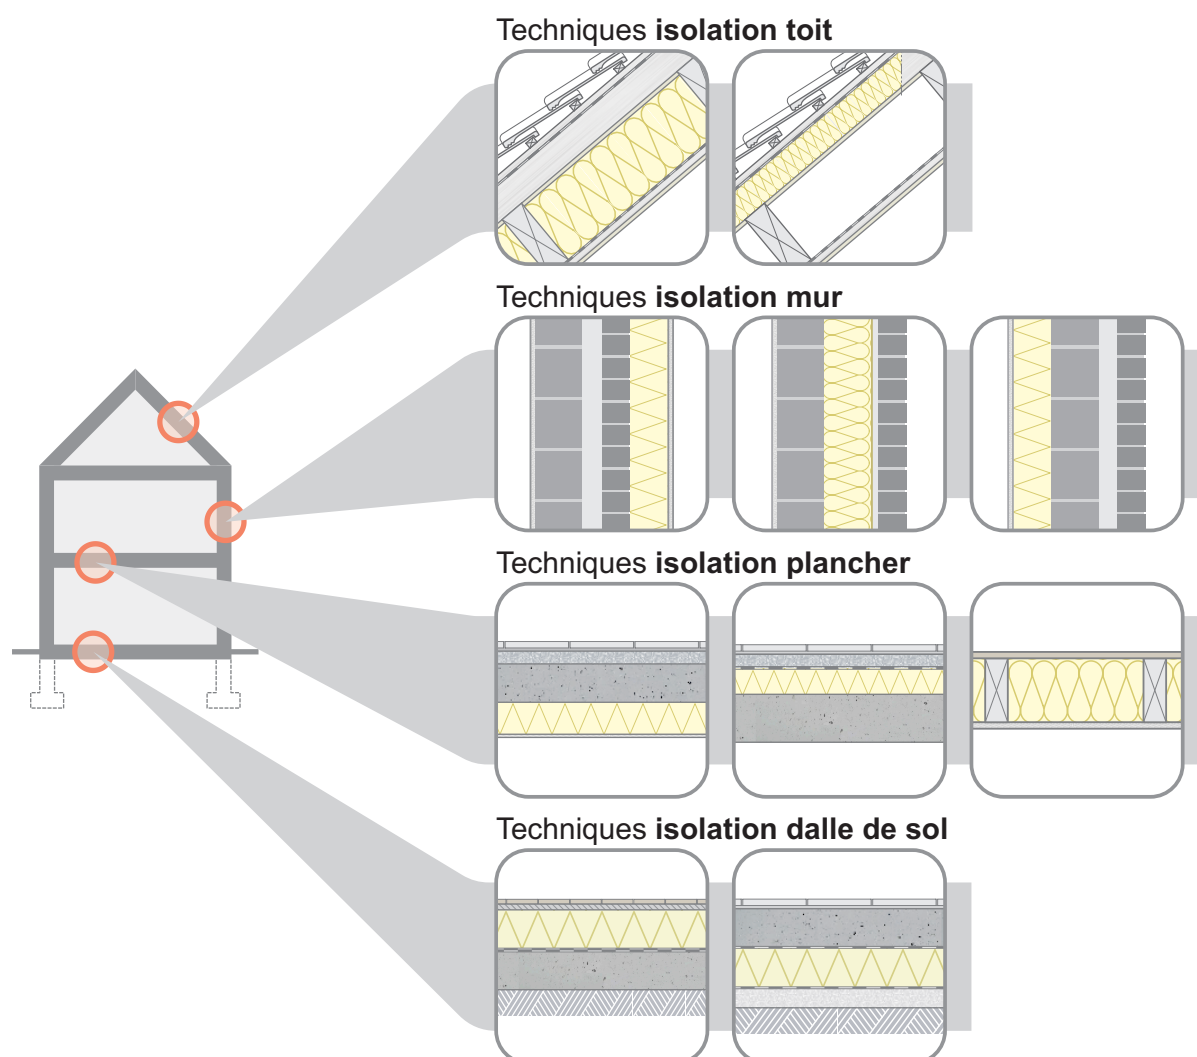 Techniques isolation toit
Techniques isolation mur
Techniques isolation plancher
Techniques isolation dalle de sol